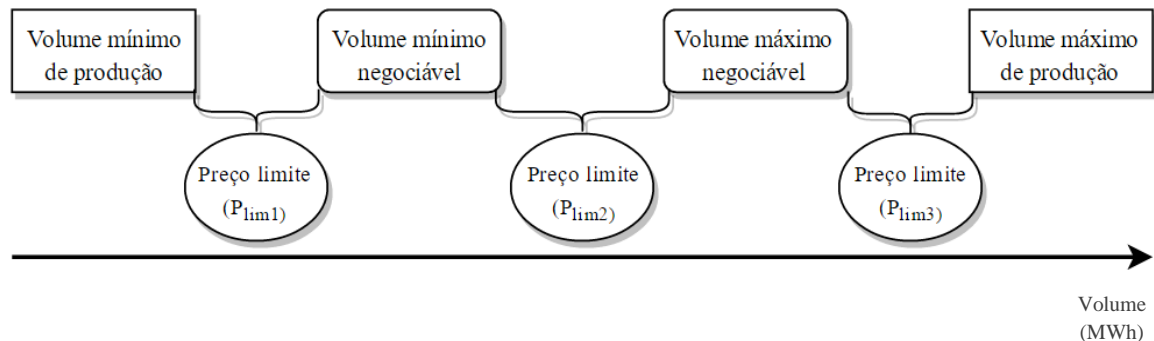 Volume mínimo
de produção
Volume mínimo
negociável
Volume máximo
negociável
Volume máximo
de produção
Preço limite
(Plim1)
Preço limite
(Plim2)
Preço limite
(Plim3)
Volume
(MWh)